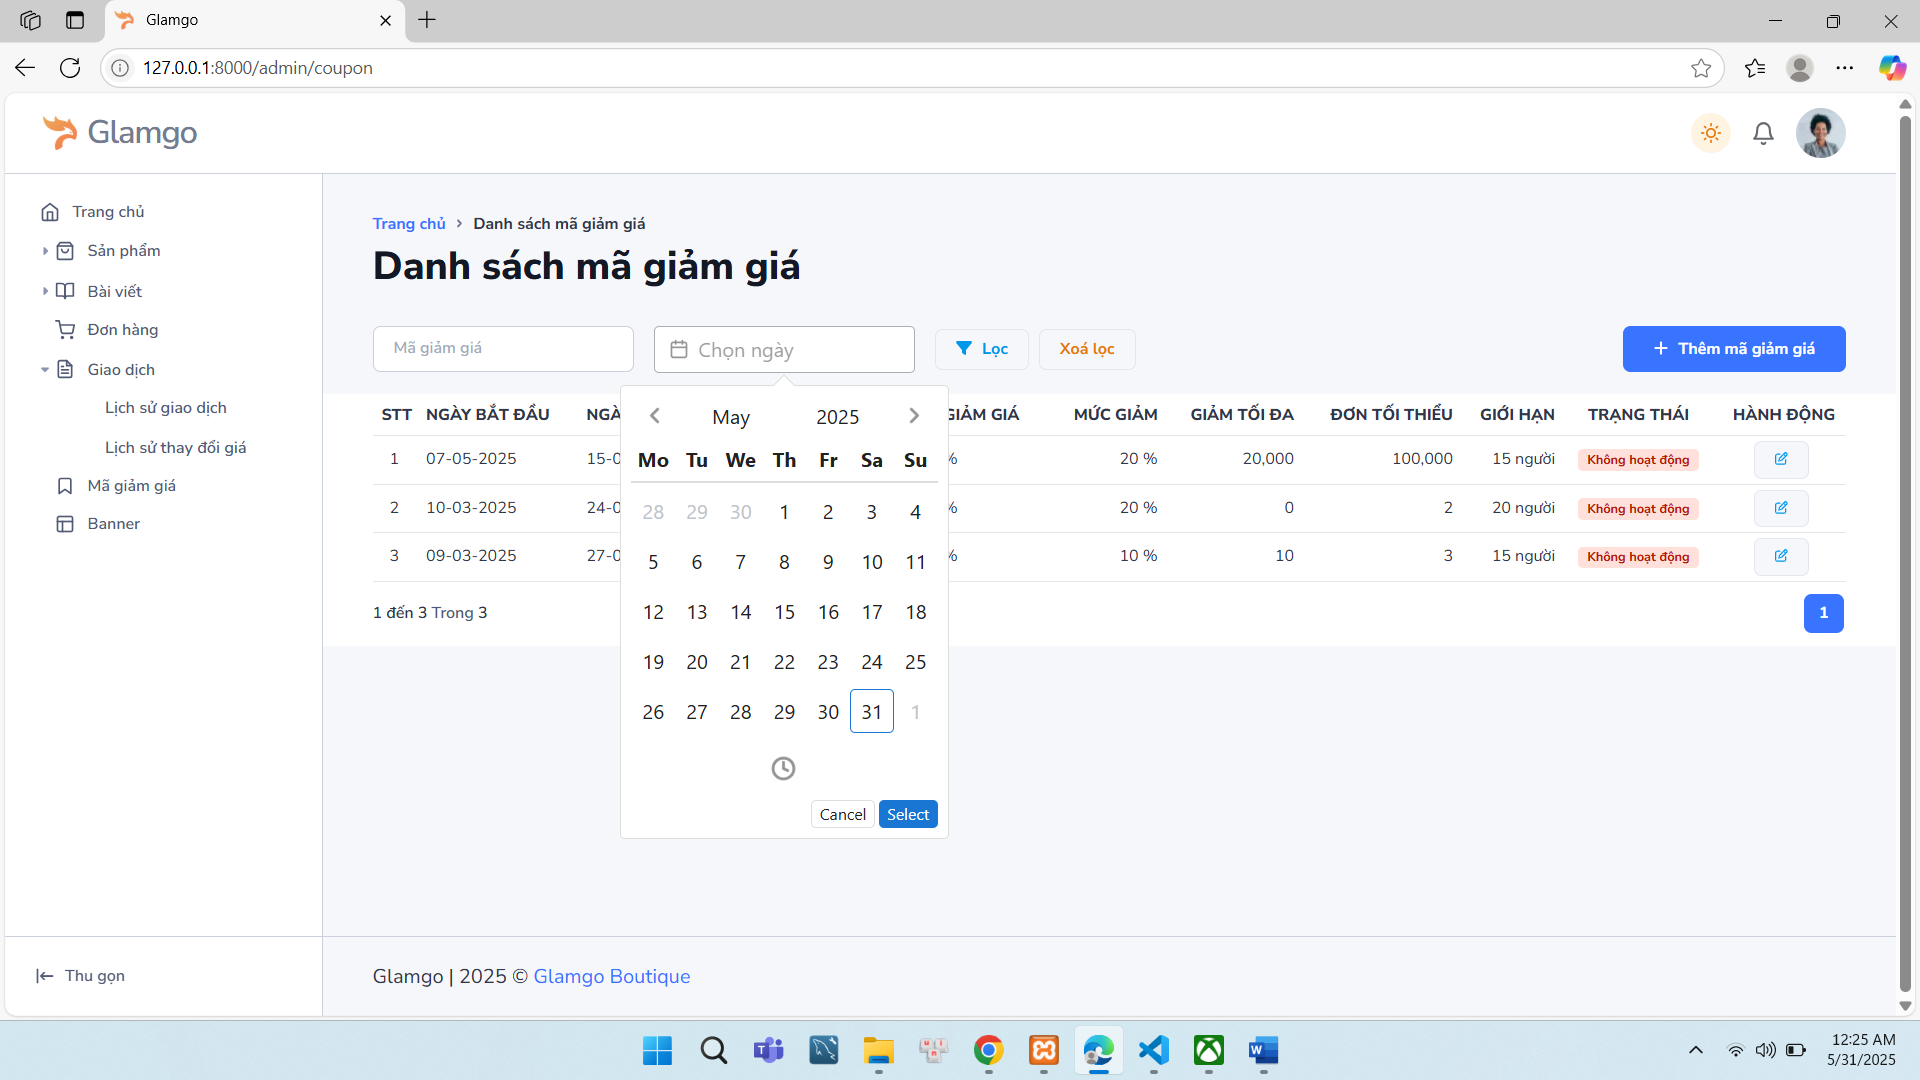 Glamgo
127.0.0.1:8000/admin/coupon
Glamgo
Trang chủ
Sản phẩm
Bài viết
Đơn hàng
Giao dịch
Lịch sử giao dịch
Lịch sử thay đổi giá
Mã giảm giá
Banner
Thu gọn
Trang chủ > Danh sách mã giảm giá
Danh sách mã giảm giá
Mã giảm giá Chọn ngày Lọc Xoá lọc + Thêm mã giảm giá
STT NGÀY BẮT ĐẦU NGÀ GIẢM GIÁ MỨC GIẢM GIẢM TỐI ĐA ĐƠN TỐI THIỂU GIỚI HẠN TRẠNG THÁI HÀNH ĐỘNG
1 07-05-2025 15-0 % 20 % 20,000 100,000 15 người Không hoạt động
2 10-03-2025 24-0 % 20 % 0 2 20 người Không hoạt động
3 09-03-2025 27-0 % 10 % 10 3 15 người Không hoạt động
1 đến 3 Trong 3 1
May 2025
Mo Tu We Th Fr Sa Su
28 29 30 1 2 3 4
5 6 7 8 9 10 11
12 13 14 15 16 17 18
19 20 21 22 23 24 25
26 27 28 29 30 31 1
Cancel Select
Glamgo | 2025 © Glamgo Boutique
12:25 AM
5/31/2025